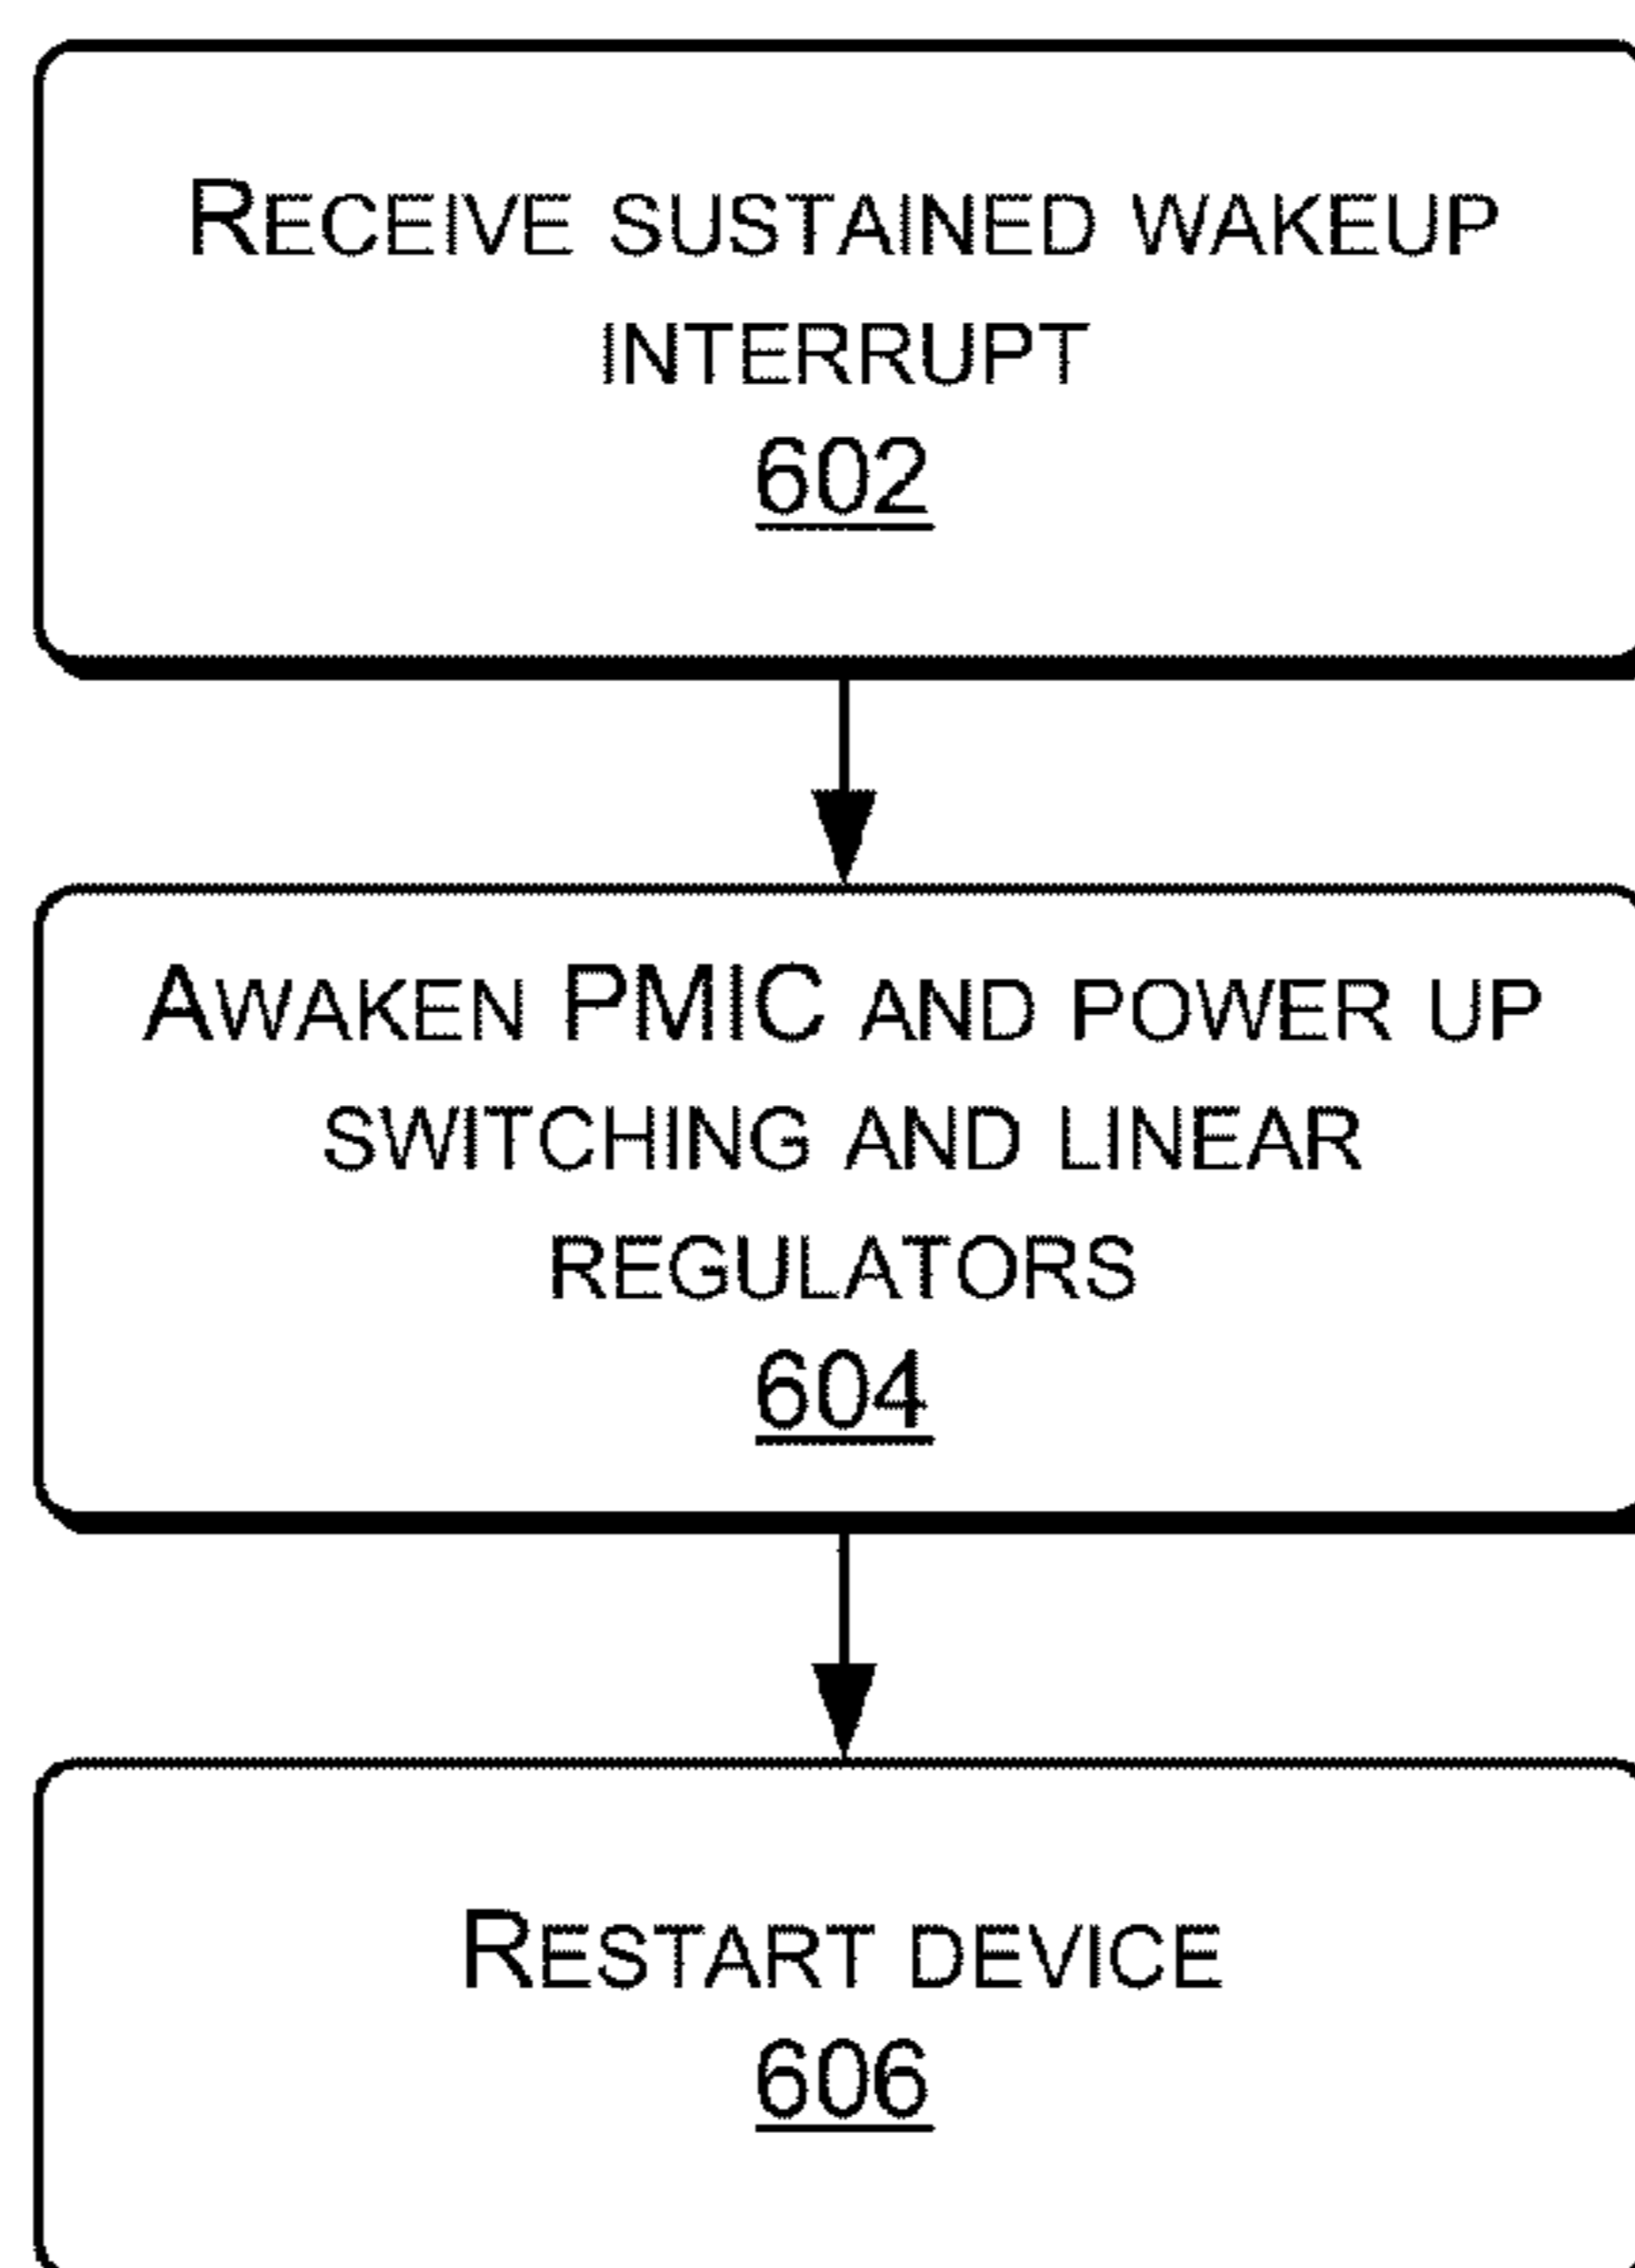 RECEIVE SUSTAINED WAKEUP
INTERRUPT
602
AWAKEN PMIC AND POWER UP
SWITCHING AND LINEAR
REGULATORS
604
RESTART DEVICE
606